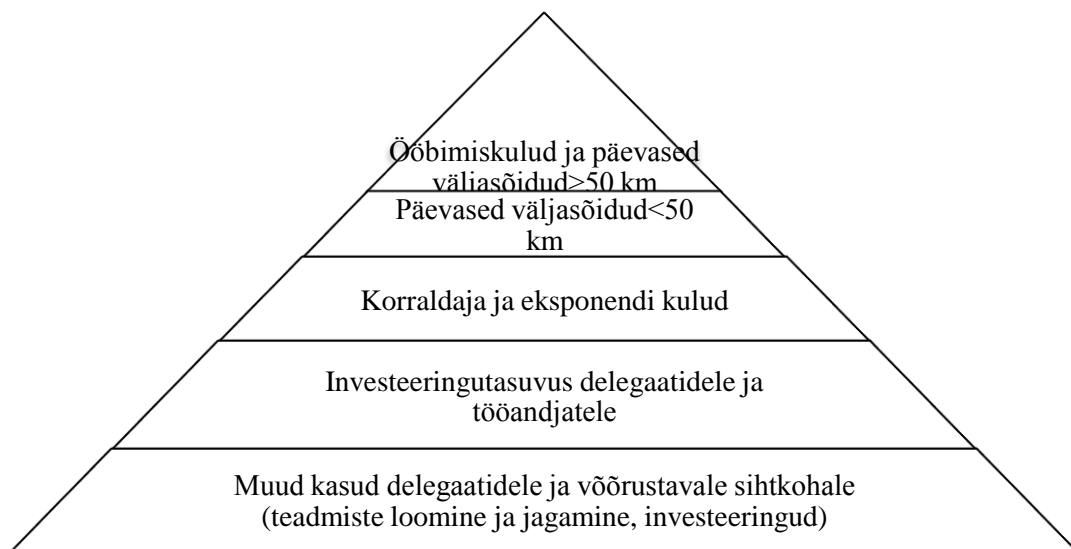 Ööbimiskulud ja päevased
väljasõidud>50 km
Päevased väljasõidud<50
km
Korraldaja ja eksponendi kulud
Investeeringutasuvus delegaatidele ja
tööandjatele
Muud kasud delegaatidele ja võõrustavale sihtkohale
(teadmiste loomine ja jagamine, investeeringud)